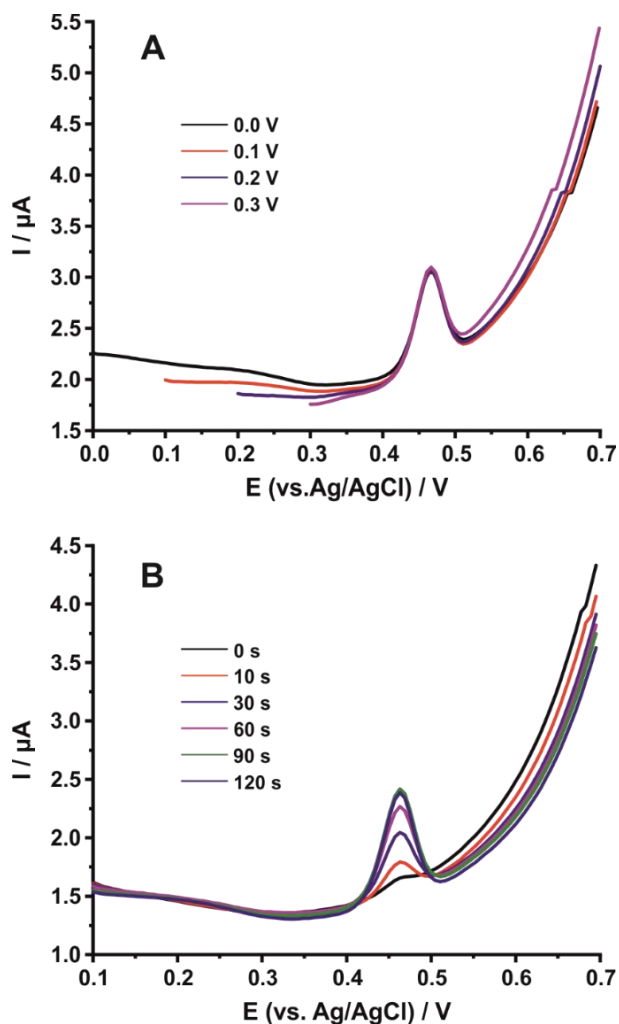 A
0.0 V
0.1 V
0.2 V
0.3 V
I / µA
5.5
5.0
4.5
4.0
3.5
3.0
2.5
2.0
1.5
0.0 0.1 0.2 0.3 0.4 0.5 0.6 0.7
E (vs.Ag/AgCl) / V
B
0 s
10 s
30 s
60 s
90 s
120 s
I / µA
4.5
4.0
3.5
3.0
2.5
2.0
1.5
1.0
0.1 0.2 0.3 0.4 0.5 0.6 0.7
E (vs. Ag/AgCl) / V